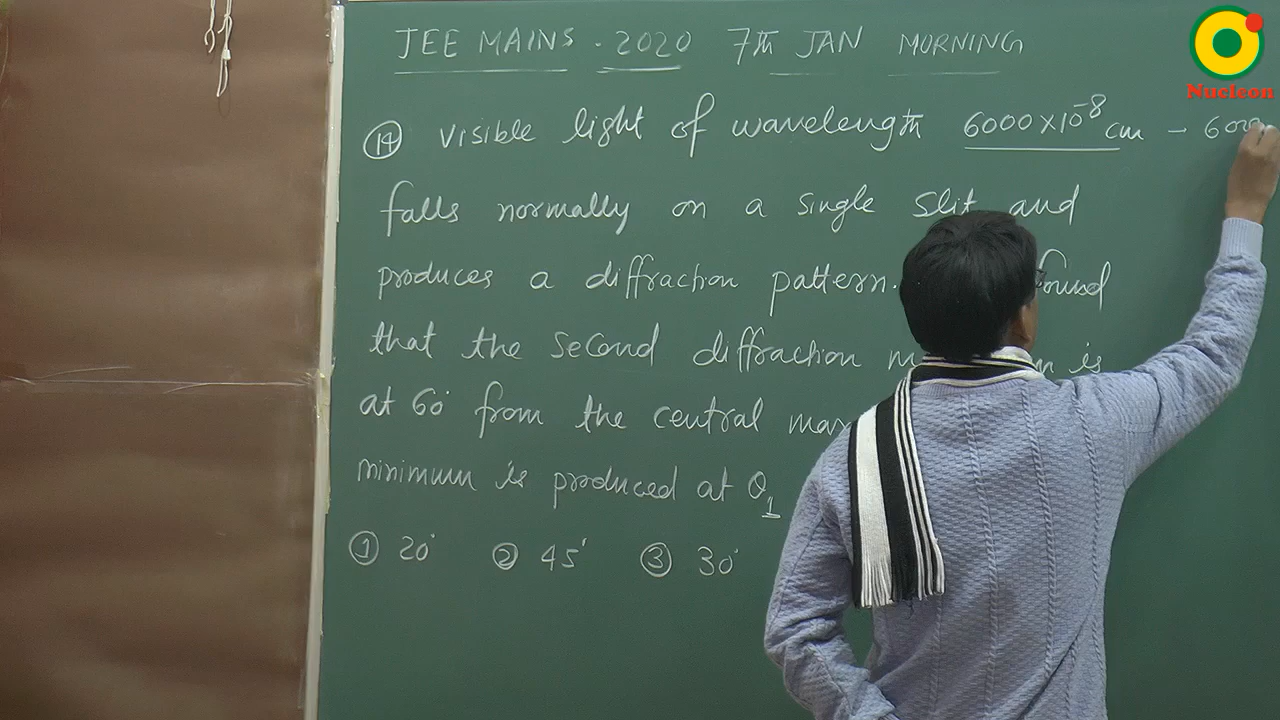 JEE MAINS - 2020 7th JAN MORNING
Nucleon
14 visible light of wavelength 6000×10⁻⁸ cm - 600
falls normally on a single slit and
produces a diffraction pattern. found
that the second diffraction is
at 60° from the central
minimum is produced at θ₁
① 20° ② 45° ③ 30°